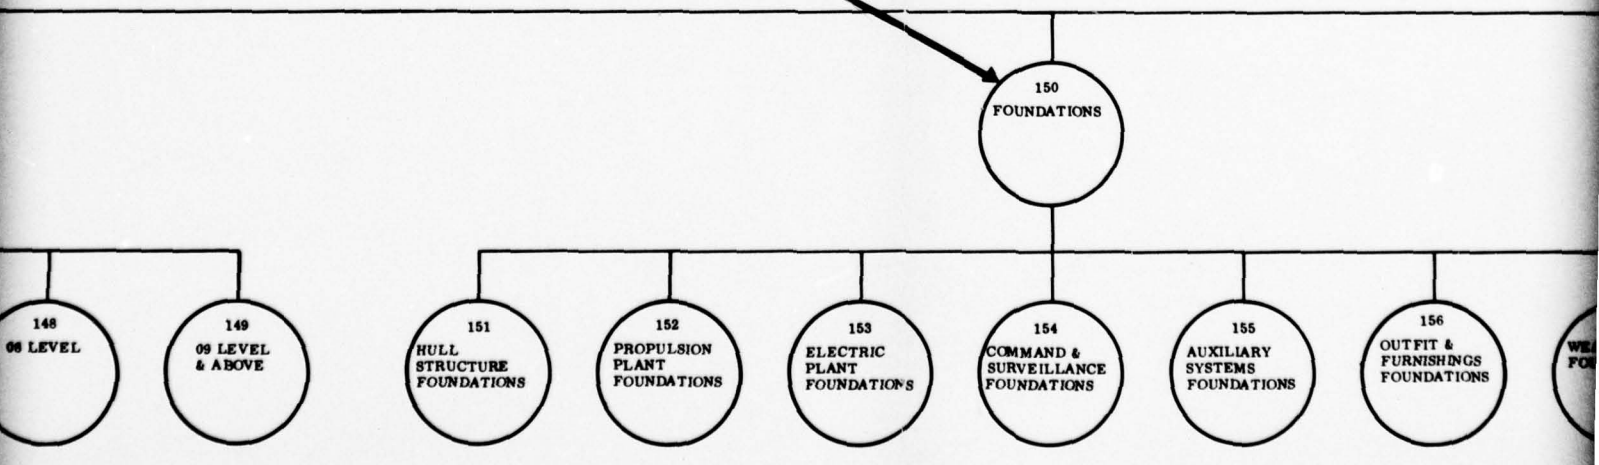 150
FOUNDATIONS
148
08 LEVEL
149
09 LEVEL
& ABOVE
151
HULL
STRUCTURE
FOUNDATIONS
152
PROPULSION
PLANT
FOUNDATIONS
153
ELECTRIC
PLANT
FOUNDATIONS
154
COMMAND &
SURVEILLANCE
FOUNDATIONS
155
AUXILIARY
SYSTEMS
FOUNDATIONS
156
OUTFIT &
FURNISHINGS
FOUNDATIONS